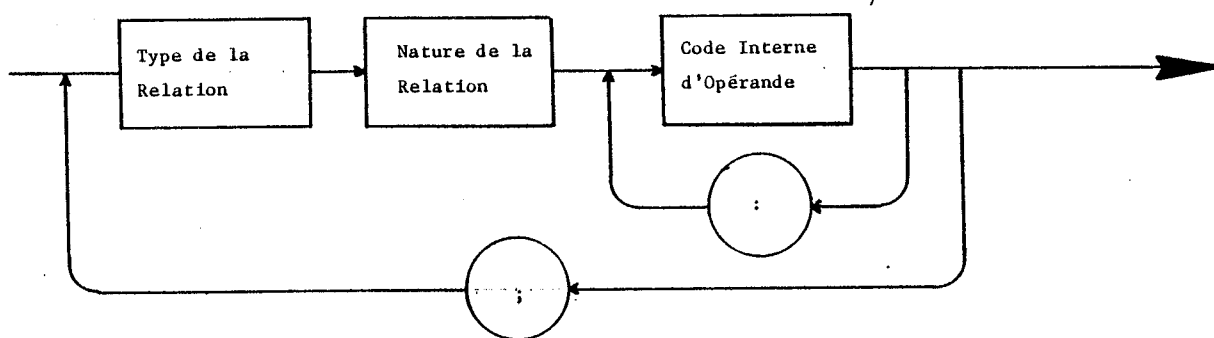 Type de la
Relation
Nature de la
Relation
Code Interne
d'Opérande
:
;